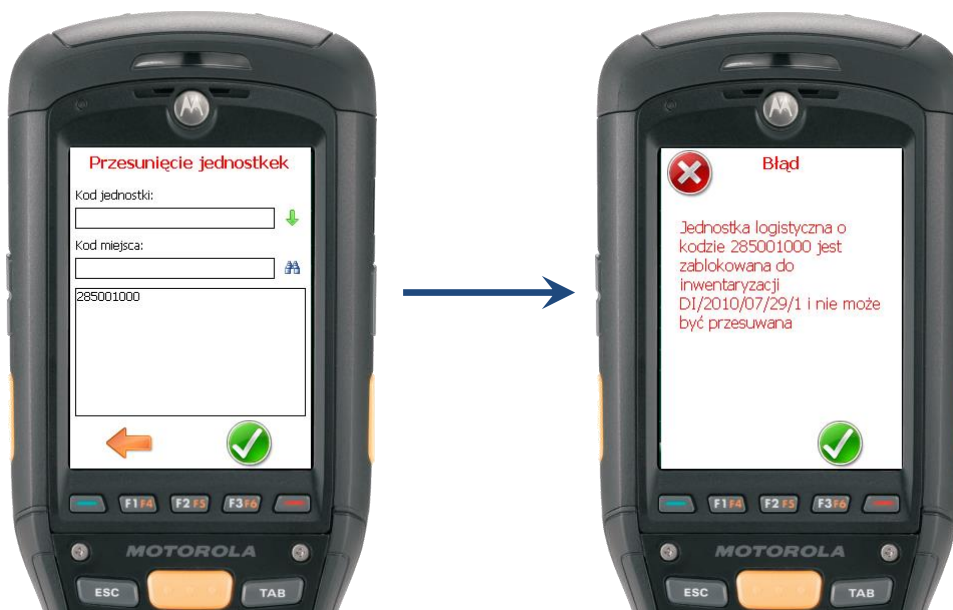 Przesunięcie jednostkek
Kod jednostki:
Kod miejsca:
285001000
F1 F4
F2 F5
F3 F6
MOTOROLA
ESC
TAB
Błąd
Jednostka logistyczna o
kodzie 285001000 jest
zablokowana do
inwentaryzacji
DI/2010/07/29/1 i nie może
być przesuwana
F1 F4
F2 F5
F3 F6
MOTOROLA
ESC
TAB